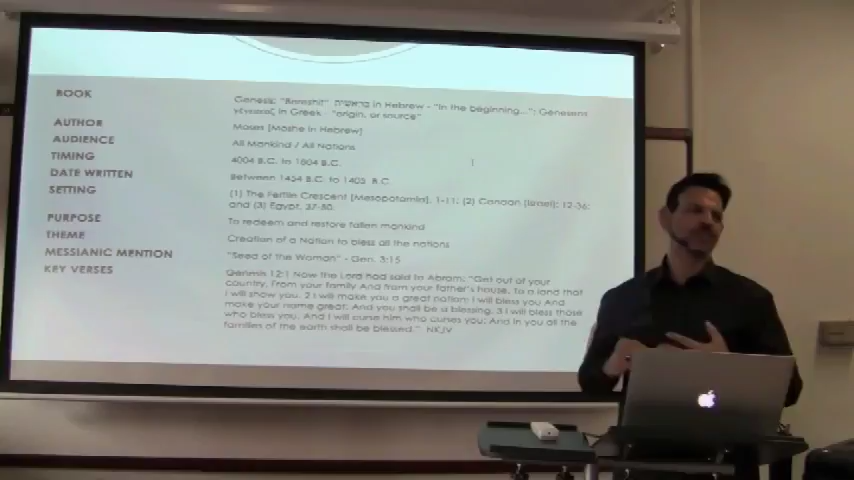 BOOK Genesis: "Bereshit" בראשית in Hebrew - "In the beginning..."; Genesis
γένεσις in Greek - "origin, or source"
AUTHOR Moses [Moshe in Hebrew]
AUDIENCE All Mankind / All Nations
TIMING 4004 B.C. to 1804 B.C.
DATE WRITTEN Between 1454 B.C. to 1405 B.C
SETTING (1) The Fertile Crescent [Mesopotamia], 1-11; (2) Canaan [Israel]; 12-36;
and (3) Egypt, 37-50.
PURPOSE To redeem and restore fallen mankind
THEME Creation of a Nation to bless all the nations
MESSIANIC MENTION "Seed of the Woman" - Gen. 3:15
KEY VERSES Genesis 12:1 Now the Lord had said to Abram: "Get out of your
country, From your family And from your father's house, To a land that
I will show you. 2 I will make you a great nation; I will bless you And
make your name great; And you shall be a blessing. 3 I will bless those
who bless you, And I will curse him who curses you; And in you all the
families of the earth shall be blessed." NKJV